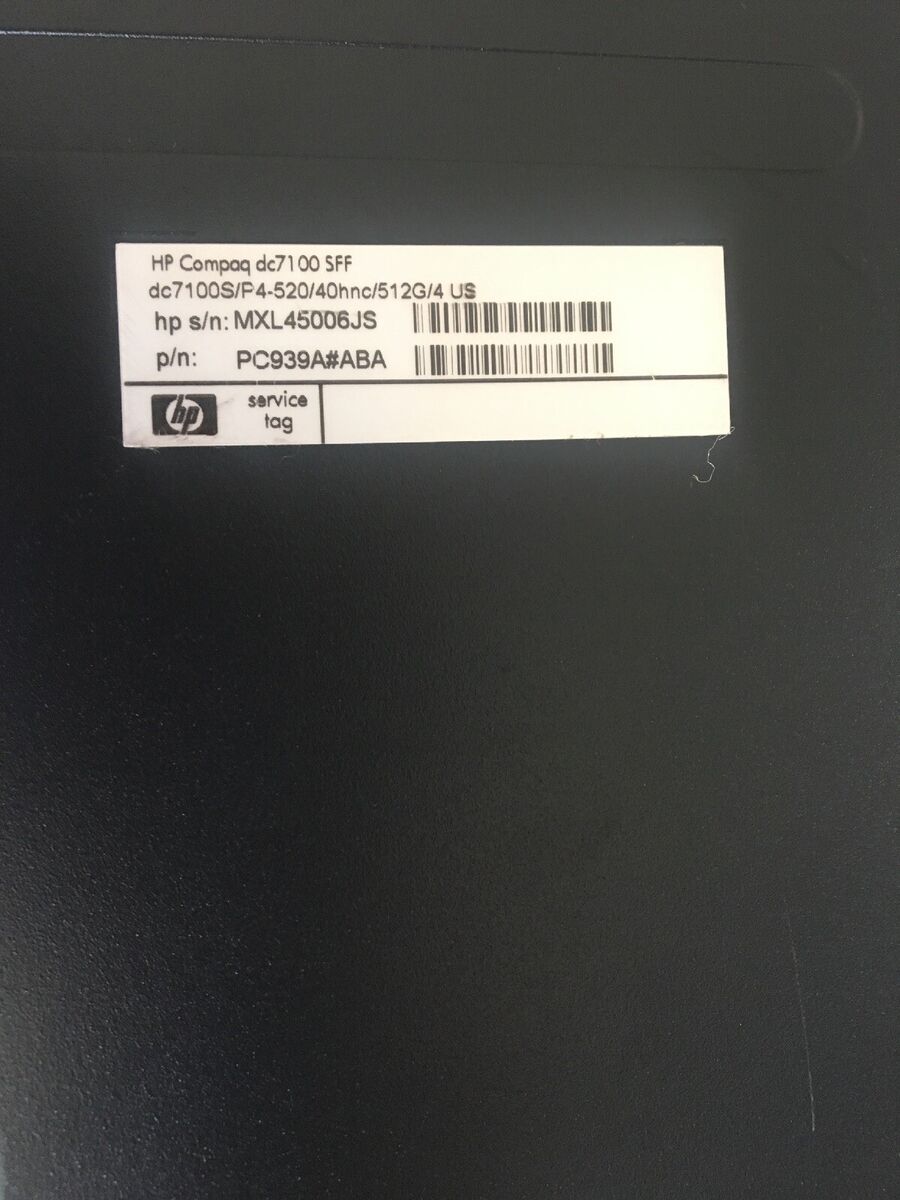 HP Compaq dc7100 SFF
dc7100S/P4-520/40hnc/512G/4 US
hp s/n: MXL45006JS
p/n: PC939A#ABA
hp
service
tag